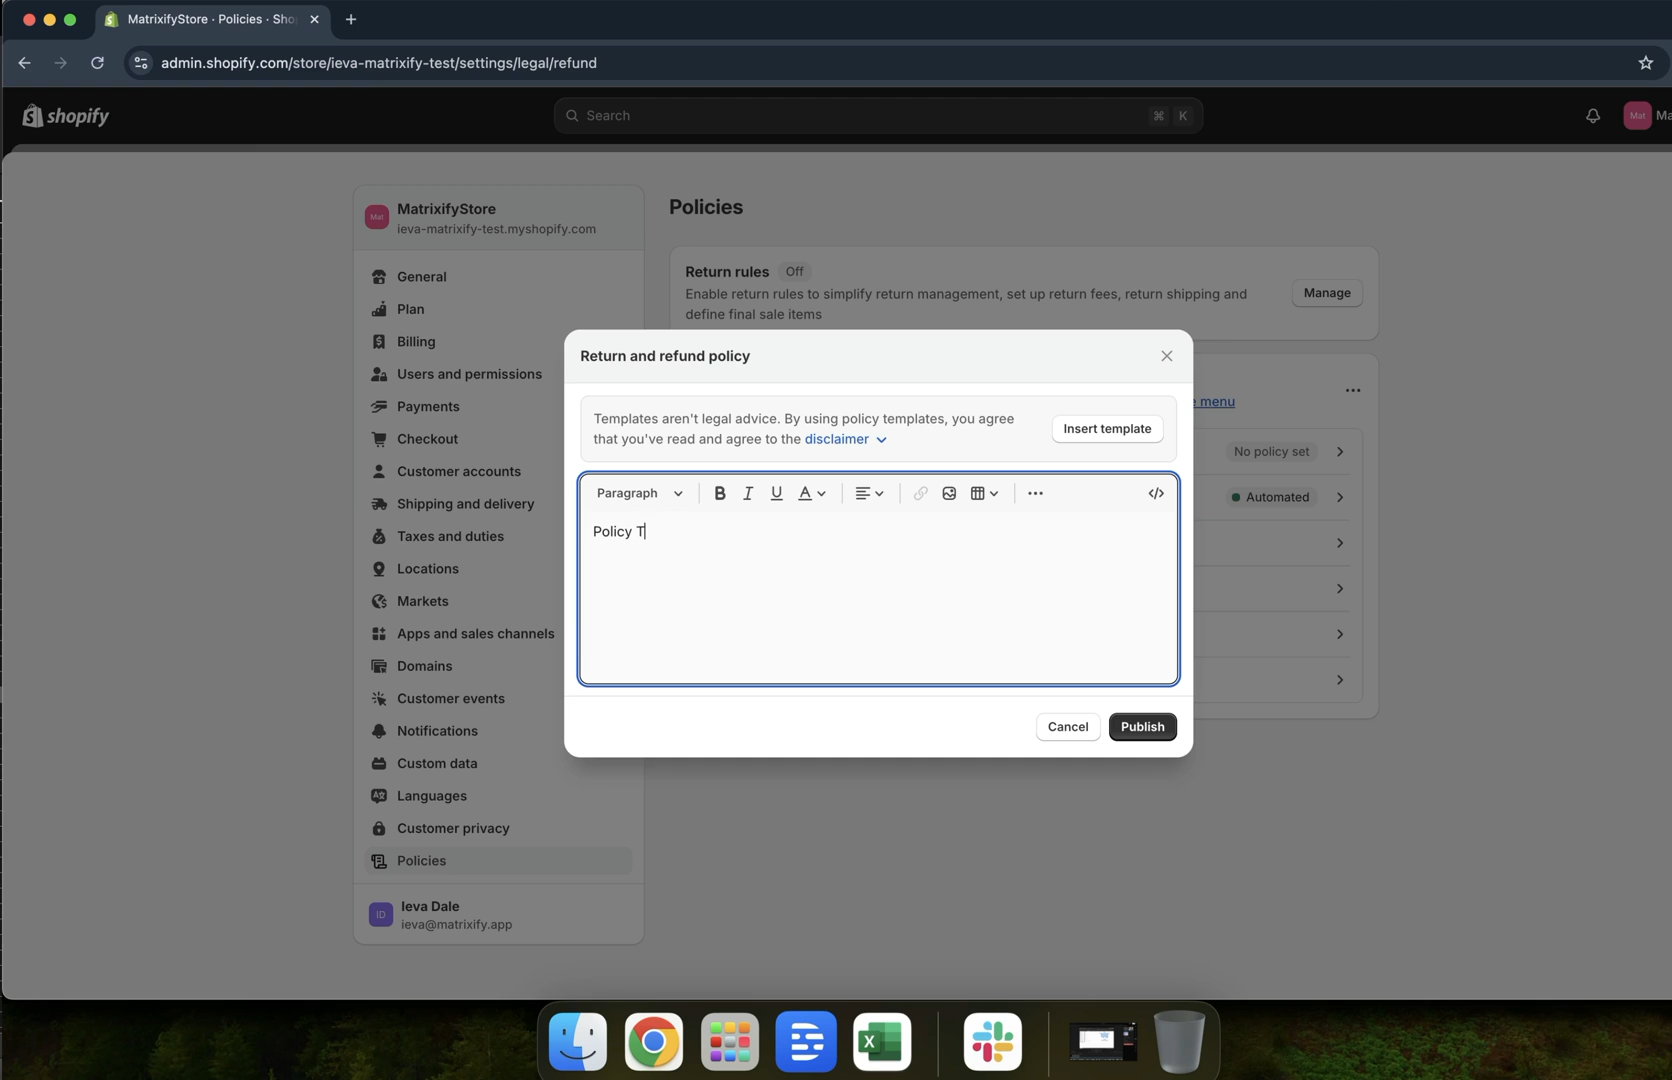 MatrixifyStore · Policies · Sho
admin.shopify.com/store/ieva-matrixify-test/settings/legal/refund
shopify
Search
⌘ K
Mat
Ma
Mat
MatrixifyStore
ieva-matrixify-test.myshopify.com
General
Plan
Billing
Users and permissions
Payments
Checkout
Customer accounts
Shipping and delivery
Taxes and duties
Locations
Markets
Apps and sales channels
Domains
Customer events
Notifications
Custom data
Languages
Customer privacy
Policies
ID
Ieva Dale
ieva@matrixify.app
Policies
Return rules Off
Enable return rules to simplify return management, set up return fees, return shipping and
define final sale items
Manage
e menu
No policy set
Automated
Return and refund policy
Templates aren't legal advice. By using policy templates, you agree
that you've read and agree to the disclaimer
Insert template
Paragraph
B I U A
Policy T
Cancel
Publish